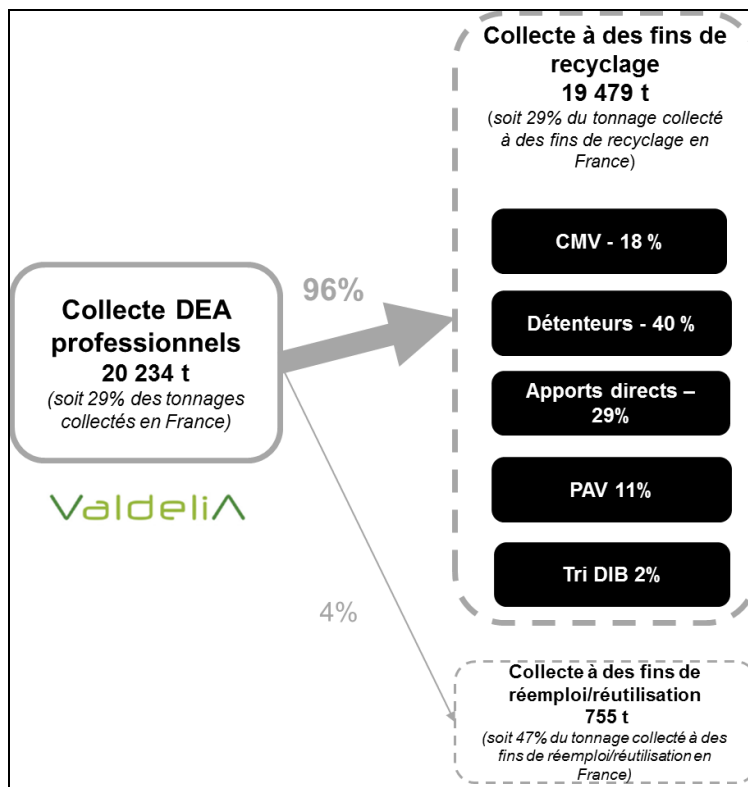 Collecte à des fins de
recyclage
19 479 t
(soit 29% du tonnage collecté
à des fins de recyclage en
France)
CMV - 18 %
96%
Détenteurs - 40 %
Collecte DEA
professionnels
20 234 t
(soit 29% des tonnages
collectés en France)
Apports directs –
29%
PAV 11%
ValdeliA
Tri DIB 2%
4%
Collecte à des fins de
réemploi/réutilisation
755 t
(soit 47% du tonnage collecté à des
fins de réemploi/réutilisation en
France)